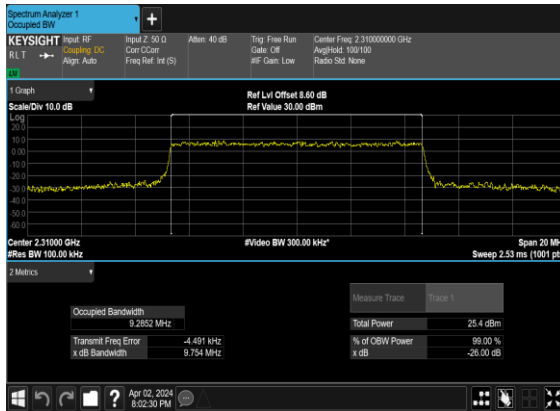 Spectrum Analyzer 1
Occupied BW
+
KEYSIGHT Input: RF Input Z: 50 Ω Atten: 40 dB Trig: Free Run Center Freq: 2.310000000 GHz
RLT Coupling: DC Corr CCorr Gate: Off Avg|Hold: 100/100
Align: Auto Freq Ref: Int (S) #IF Gain: Low Radio Std: None
1 Graph
Scale/Div 10.0 dB
Ref Lvl Offset 8.60 dB
Ref Value 30.00 dBm
Log
20.0
10.0
0.00
-10.0
-20.0
-30.0
-40.0
-50.0
-60.0
Center 2.31000 GHz #Video BW 300.00 kHz* Span 20 MH
#Res BW 100.00 kHz Sweep 2.53 ms (1001 pt
2 Metrics
Measure Trace Trace 1
Occupied Bandwidth
9.2852 MHz
Total Power 25.4 dBm
Transmit Freq Error -4.491 kHz
% of OBW Power 99.00 %
x dB Bandwidth 9.754 MHz
x dB -26.00 dB
?
Apr 02, 2024
8:02:30 PM